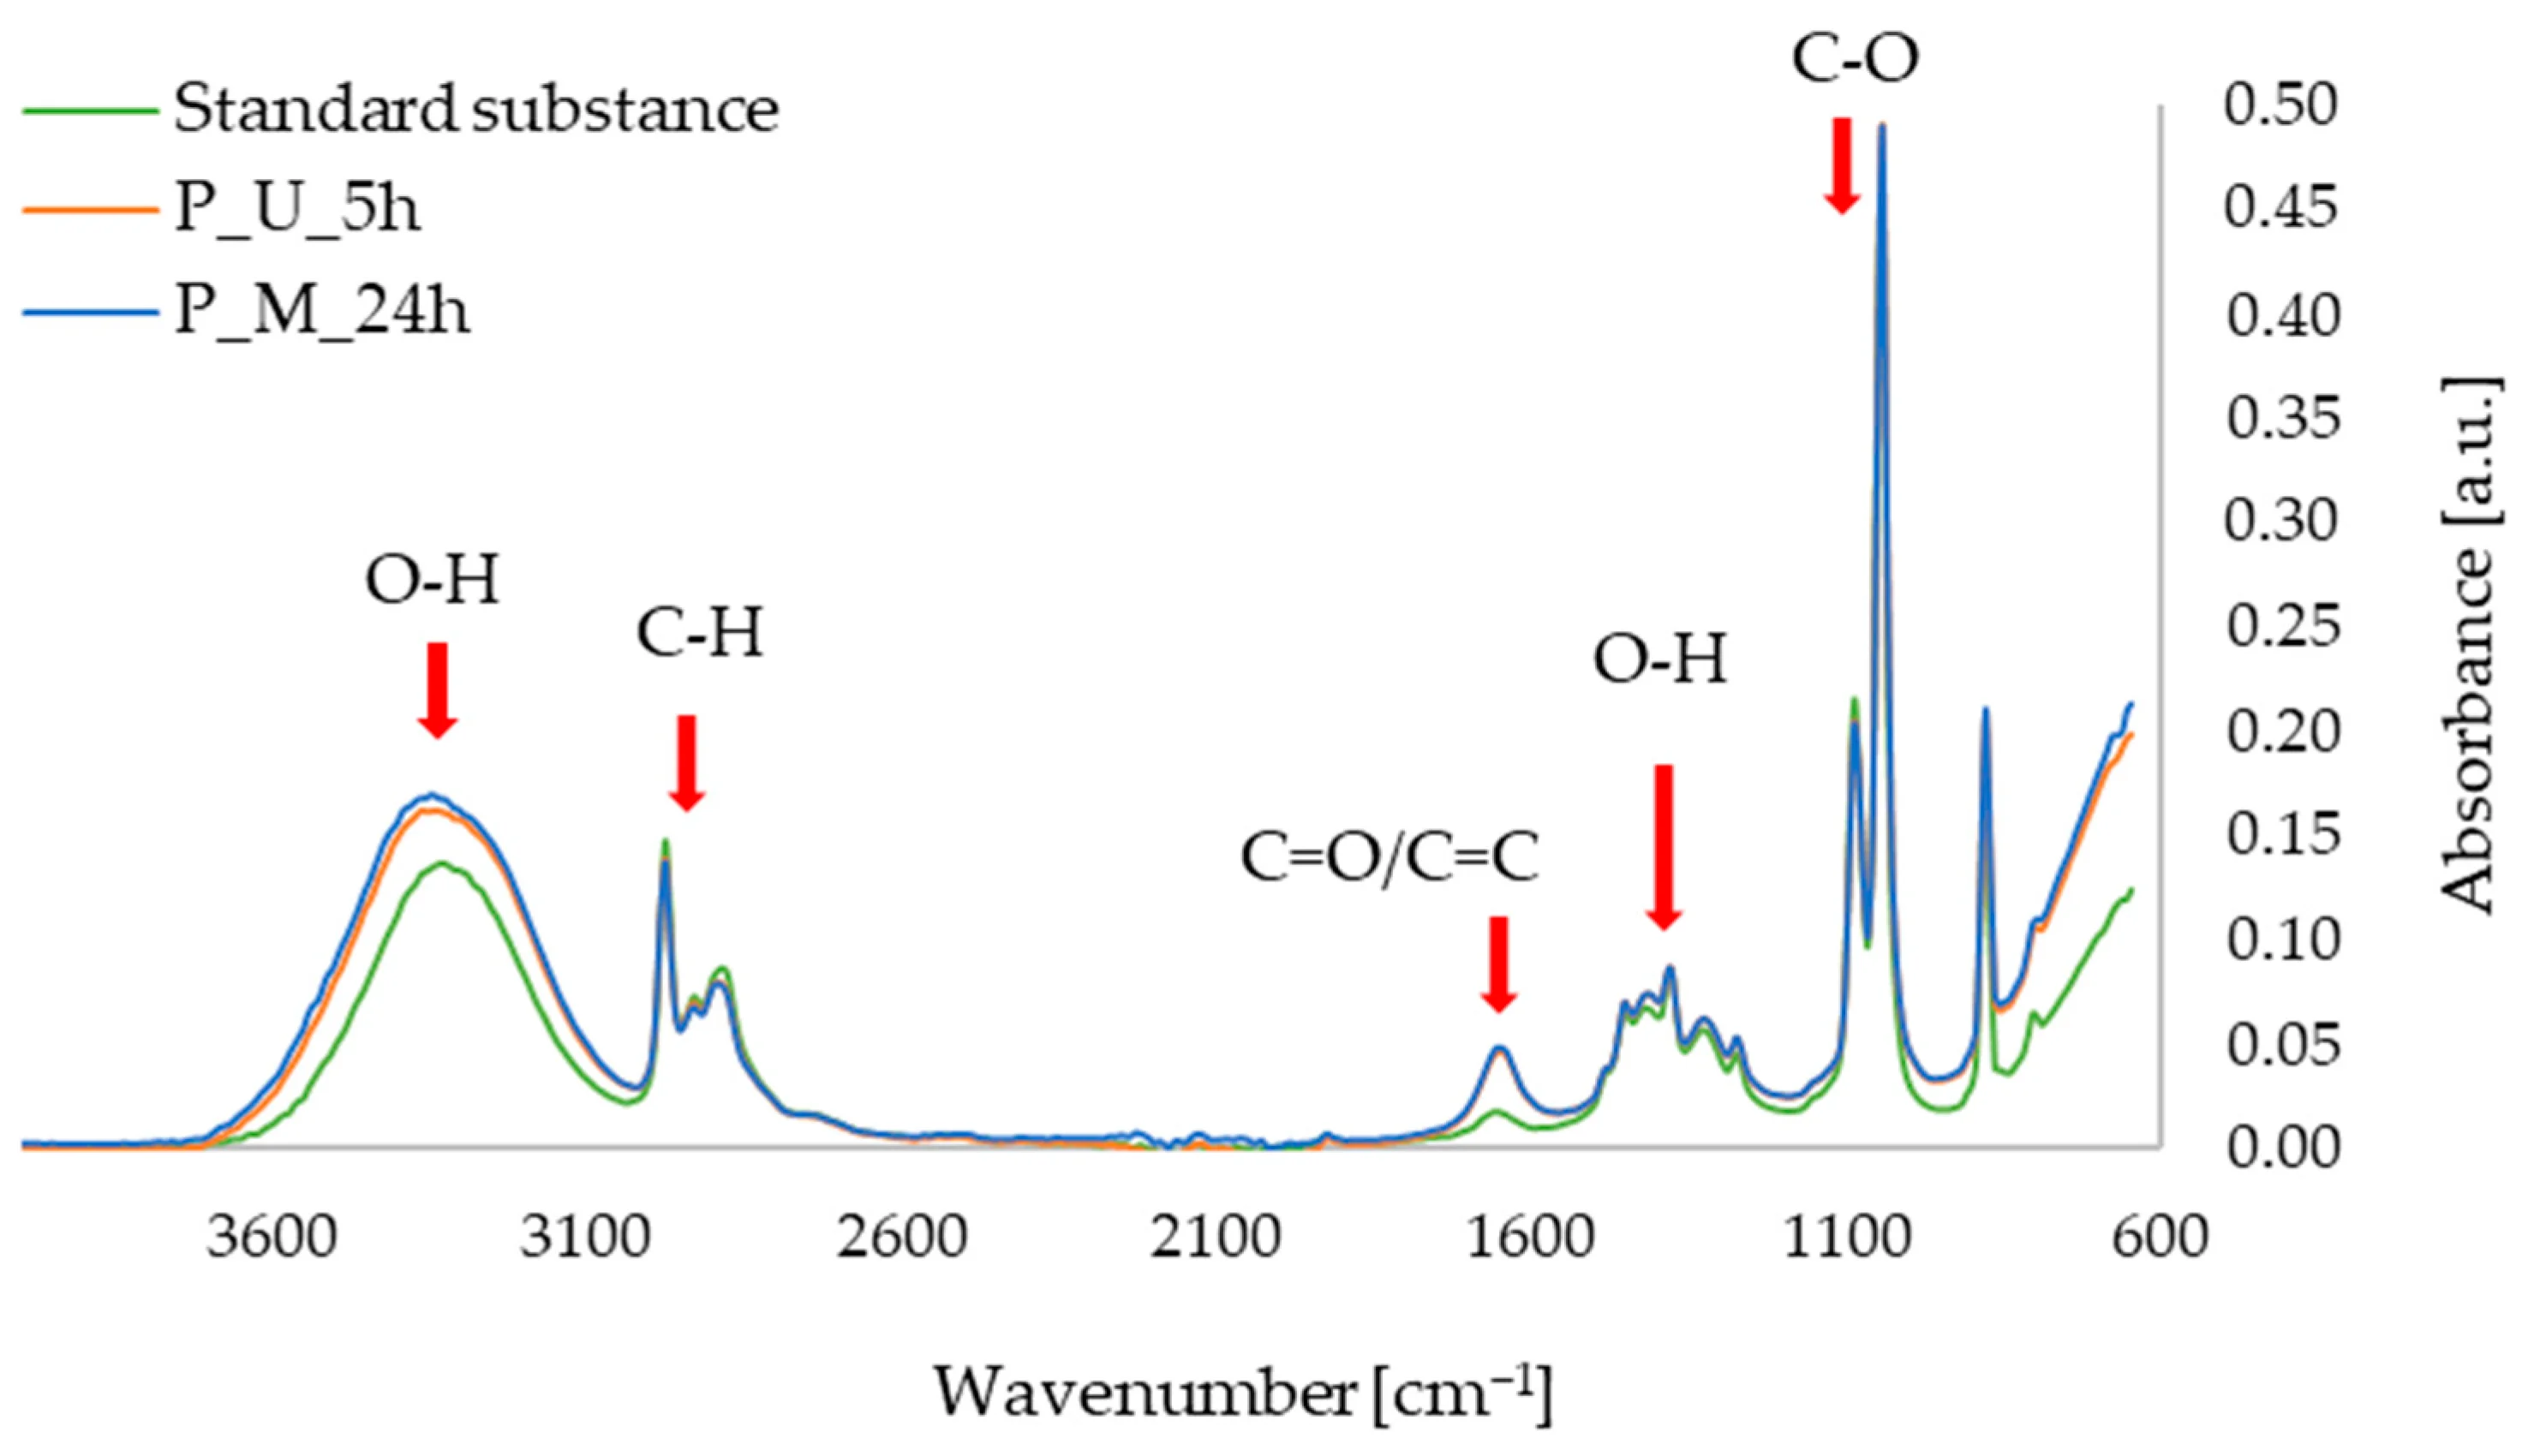 Standard substance
P_U_5h
P_M_24h
C-O
O-H
C-H
C=O/C=C
O-H
0.50
0.45
0.40
0.35
0.30
0.25
0.20
0.15
0.10
0.05
0.00
Absorbance [a.u.]
3600 3100 2600 2100 1600 1100 600
Wavenumber [cm⁻¹]